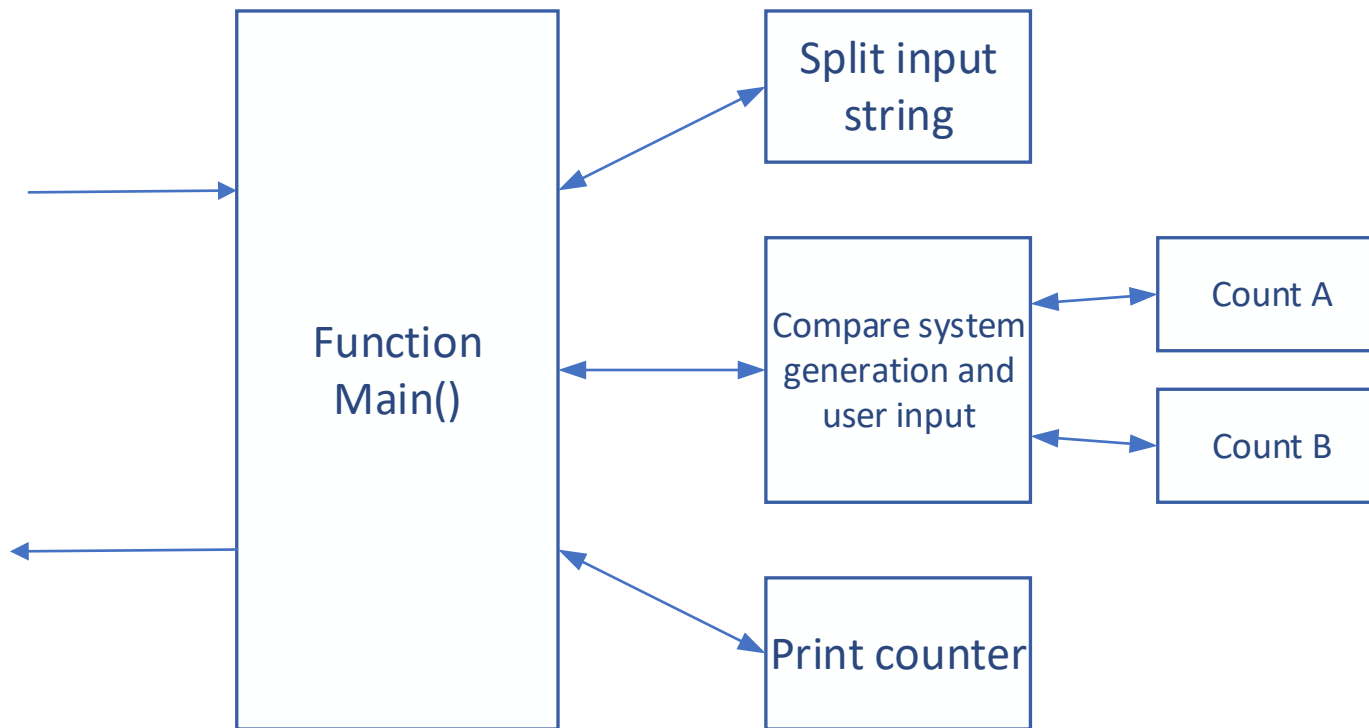 Split input
string
Function
Main()
Compare system
generation and
user input
Count A
Count B
Print counter